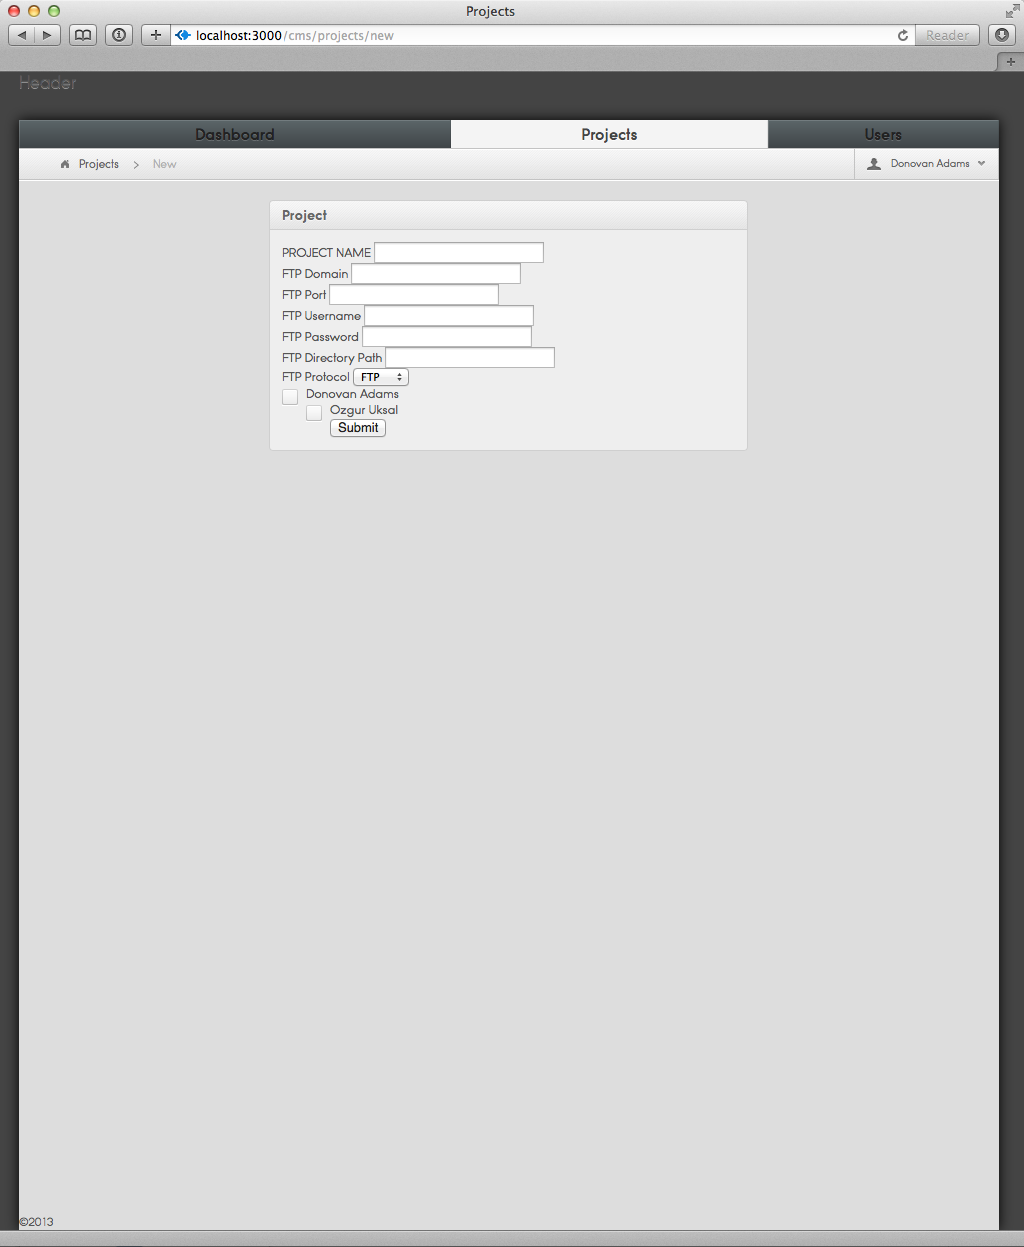 Projects
localhost:3000/cms/projects/new
Reader
Header
Dashboard Projects Users
Projects > New
Donovan Adams
Project
PROJECT NAME
FTP Domain
FTP Port
FTP Username
FTP Password
FTP Directory Path
FTP Protocol FTP
Donovan Adams
Ozgur Uksal
Submit
©2013